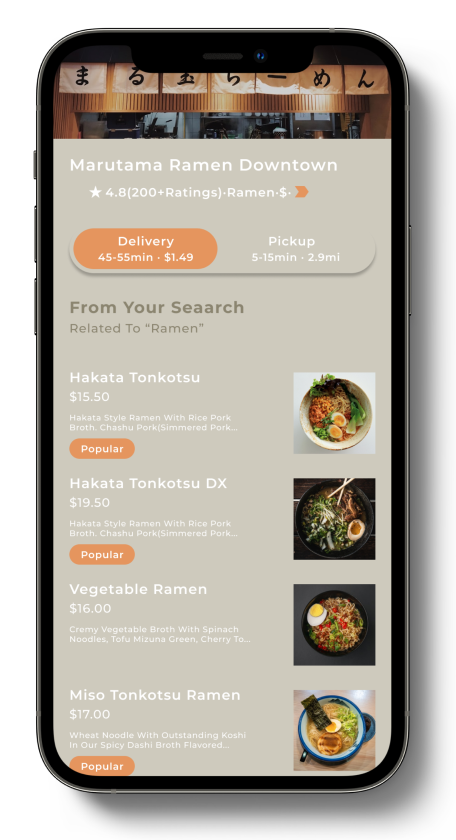 まる玉らーめん
Marutama Ramen Downtown
★ 4.8(200+Ratings)·Ramen·$·
Delivery
45-55min · $1.49
Pickup
5-15min · 2.9mi
From Your Seaarch
Related To “Ramen”
Hakata Tonkotsu
$15.50
Hakata Style Ramen With Rice Pork
Broth. Chashu Pork(Simmered Pork...
Popular
Hakata Tonkotsu DX
$19.50
Hakata Style Ramen With Rice Pork
Broth. Chashu Pork(Simmered Pork...
Popular
Vegetable Ramen
$16.00
Cremy Vegetable Broth With Spinach
Noodles, Tofu Mizuna Green, Cherry To...
Miso Tonkotsu Ramen
$17.00
Wheat Noodle With Outstanding Koshi
In Our Spicy Dashi Broth Flavored...
Popular